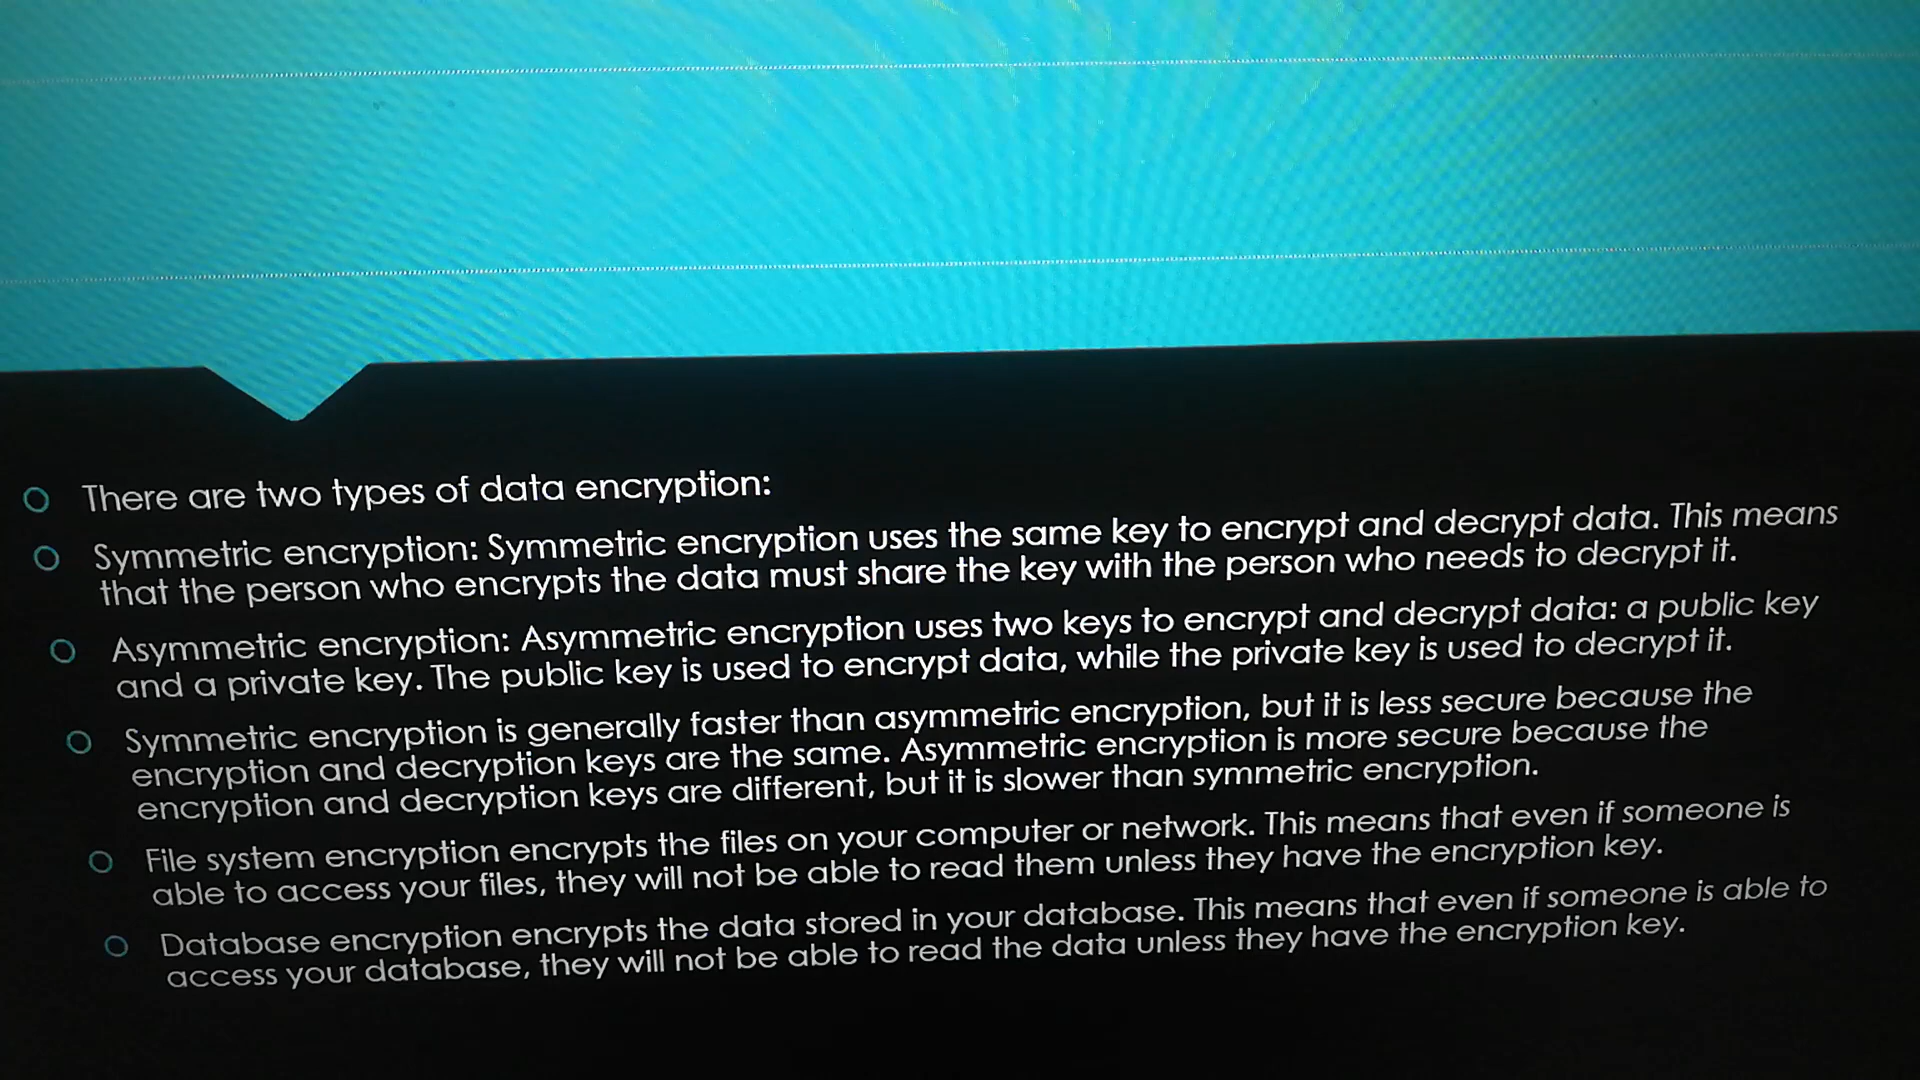 There are two types of data encryption:
Symmetric encryption: Symmetric encryption uses the same key to encrypt and decrypt data. This means
that the person who encrypts the data must share the key with the person who needs to decrypt it.
Asymmetric encryption: Asymmetric encryption uses two keys to encrypt and decrypt data: a public key
and a private key. The public key is used to encrypt data, while the private key is used to decrypt it.
Symmetric encryption is generally faster than asymmetric encryption, but it is less secure because the
encryption and decryption keys are the same. Asymmetric encryption is more secure because the
encryption and decryption keys are different, but it is slower than symmetric encryption.
File system encryption encrypts the files on your computer or network. This means that even if someone is
able to access your files, they will not be able to read them unless they have the encryption key.
Database encryption encrypts the data stored in your database. This means that even if someone is able to
access your database, they will not be able to read the data unless they have the encryption key.